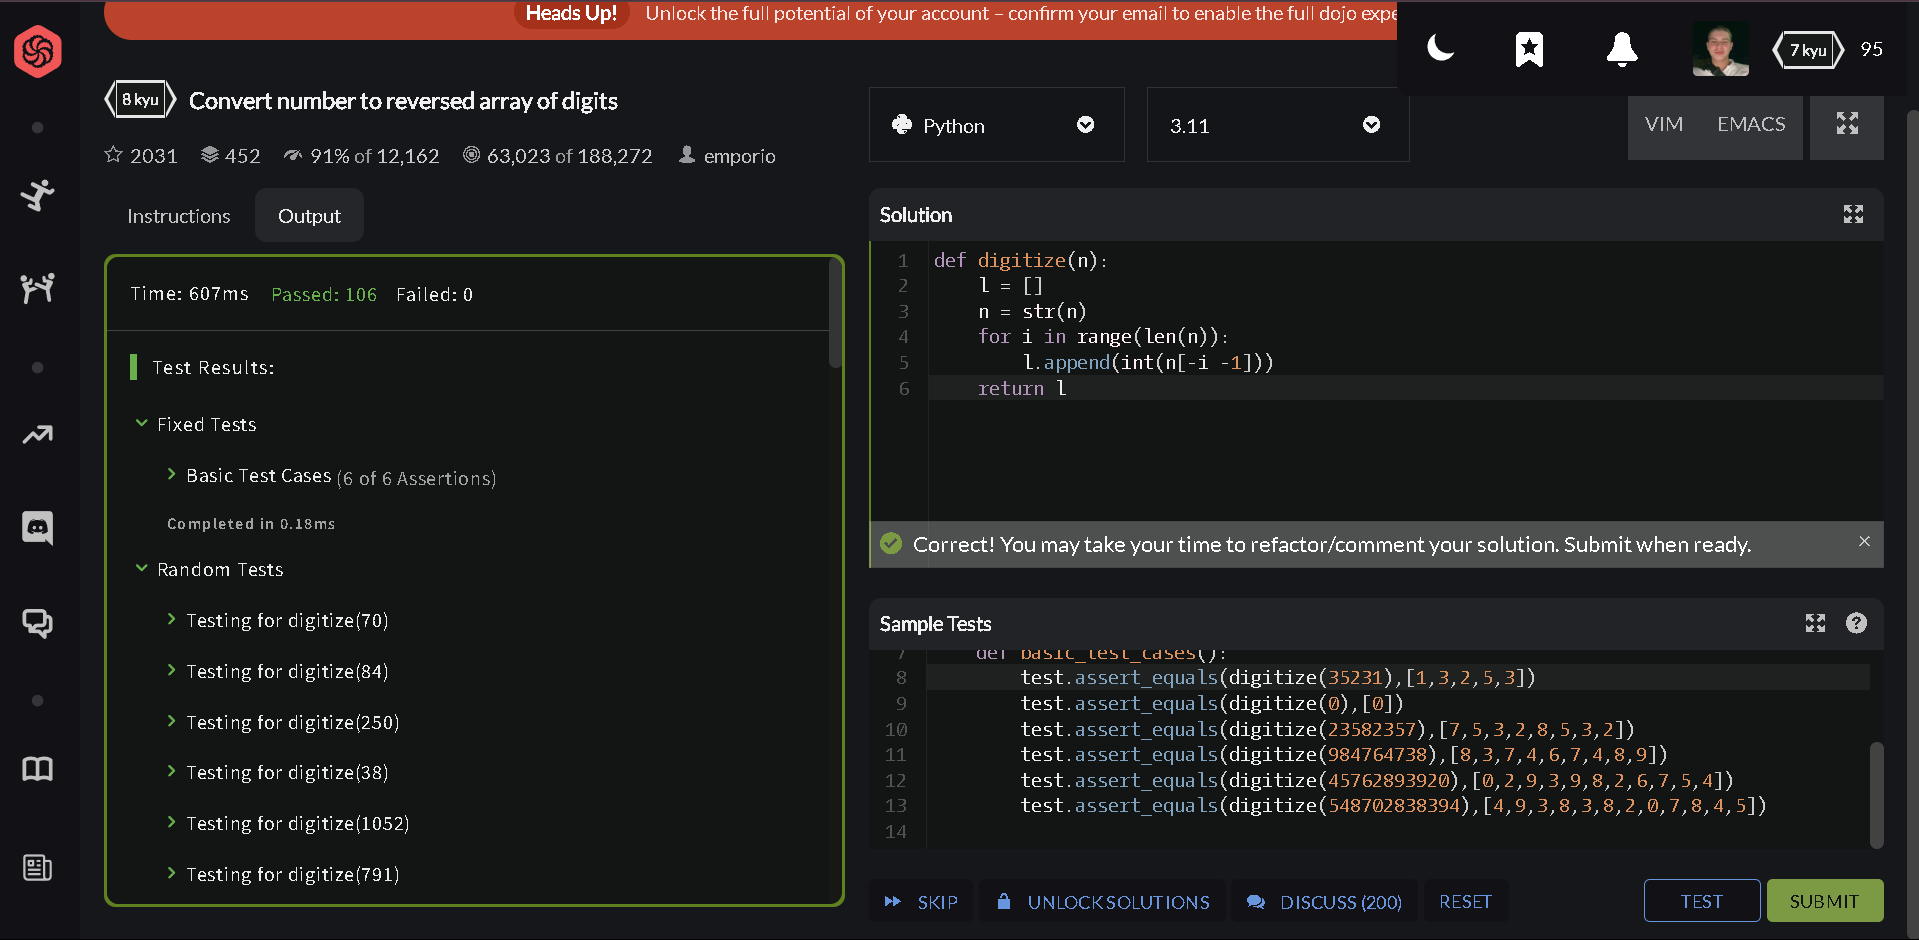 Heads Up! Unlock the full potential of your account – confirm your email to enable the full dojo expe
7 kyu 95
8 kyu Convert number to reversed array of digits
2031 452 91% of 12,162 63,023 of 188,272 emporio
Instructions Output
Time: 607ms Passed: 106 Failed: 0
Test Results:
Fixed Tests
Basic Test Cases (6 of 6 Assertions)
Completed in 0.18ms
Random Tests
Testing for digitize(70)
Testing for digitize(84)
Testing for digitize(250)
Testing for digitize(38)
Testing for digitize(1052)
Testing for digitize(791)
Python 3.11 VIM EMACS
Solution
1 def digitize(n):
2 l = []
3 n = str(n)
4 for i in range(len(n)):
5 l.append(int(n[-i -1]))
6 return l
Correct! You may take your time to refactor/comment your solution. Submit when ready.
Sample Tests
7 def basic_test_cases():
8 test.assert_equals(digitize(35231),[1,3,2,5,3])
9 test.assert_equals(digitize(0),[0])
10 test.assert_equals(digitize(23582357),[7,5,3,2,8,5,3,2])
11 test.assert_equals(digitize(984764738),[8,3,7,4,6,7,4,8,9])
12 test.assert_equals(digitize(45762893920),[0,2,9,3,9,8,2,6,7,5,4])
13 test.assert_equals(digitize(548702838394),[4,9,3,8,3,8,2,0,7,8,4,5])
14
SKIP UNLOCK SOLUTIONS DISCUSS (200) RESET TEST SUBMIT